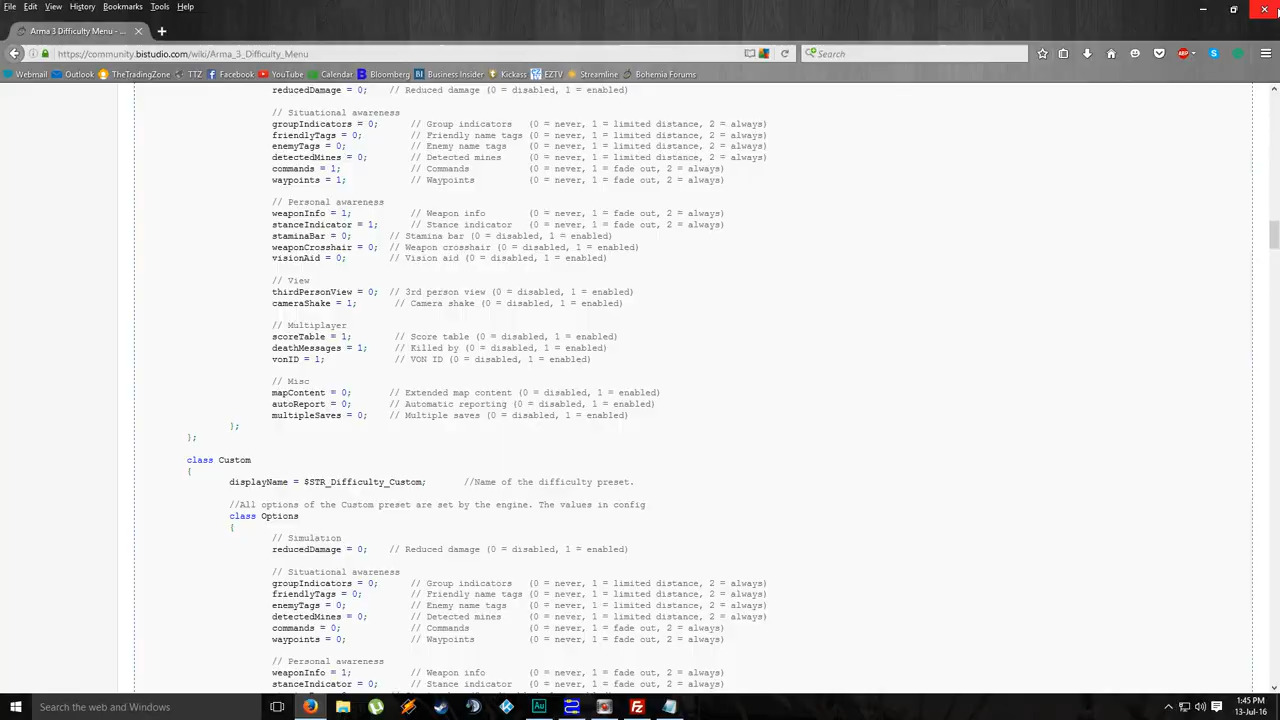 File Edit View History Bookmarks Tools Help
Arma 3 Difficulty Menu - ...
https://community.bistudio.com/wiki/Arma_3_Difficulty_Menu
Search
Webmail Outlook TheTradingZone TTZ Facebook YouTube Calendar Bloomberg Business Insider Kickass EZTV Streamline Bohemia Forums
reducedDamage = 0; // Reduced damage (0 = disabled, 1 = enabled)
// Situational awareness
groupIndicators = 0; // Group indicators (0 = never, 1 = limited distance, 2 = always)
friendlyTags = 0; // Friendly name tags (0 = never, 1 = limited distance, 2 = always)
enemyTags = 0; // Enemy name tags (0 = never, 1 = limited distance, 2 = always)
detectedMines = 0; // Detected mines (0 = never, 1 = limited distance, 2 = always)
commands = 1; // Commands (0 = never, 1 = fade out, 2 = always)
waypoints = 1; // Waypoints (0 = never, 1 = fade out, 2 = always)
// Personal awareness
weaponInfo = 1; // Weapon info (0 = never, 1 = fade out, 2 = always)
stanceIndicator = 1; // Stance indicator (0 = never, 1 = fade out, 2 = always)
staminaBar = 0; // Stamina bar (0 = disabled, 1 = enabled)
weaponCrosshair = 0; // Weapon crosshair (0 = disabled, 1 = enabled)
visionAid = 0; // Vision aid (0 = disabled, 1 = enabled)
// View
thirdPersonView = 0; // 3rd person view (0 = disabled, 1 = enabled)
cameraShake = 1; // Camera shake (0 = disabled, 1 = enabled)
// Multiplayer
scoreTable = 1; // Score table (0 = disabled, 1 = enabled)
deathMessages = 1; // Killed by (0 = disabled, 1 = enabled)
vonID = 1; // VON ID (0 = disabled, 1 = enabled)
// Misc
mapContent = 0; // Extended map content (0 = disabled, 1 = enabled)
autoReport = 0; // Automatic reporting (0 = disabled, 1 = enabled)
multipleSaves = 0; // Multiple saves (0 = disabled, 1 = enabled)
};
};
class Custom
{
displayName = $STR_Difficulty_Custom; //Name of the difficulty preset.
//All options of the Custom preset are set by the engine. The values in config
class Options
{
// Simulation
reducedDamage = 0; // Reduced damage (0 = disabled, 1 = enabled)
// Situational awareness
groupIndicators = 0; // Group indicators (0 = never, 1 = limited distance, 2 = always)
friendlyTags = 0; // Friendly name tags (0 = never, 1 = limited distance, 2 = always)
enemyTags = 0; // Enemy name tags (0 = never, 1 = limited distance, 2 = always)
detectedMines = 0; // Detected mines (0 = never, 1 = limited distance, 2 = always)
commands = 0; // Commands (0 = never, 1 = fade out, 2 = always)
waypoints = 0; // Waypoints (0 = never, 1 = fade out, 2 = always)
// Personal awareness
weaponInfo = 1; // Weapon info (0 = never, 1 = fade out, 2 = always)
stanceIndicator = 0; // Stance indicator (0 = never, 1 = fade out, 2 = always)
Search the web and Windows
1:45 PM
13-Jul-16